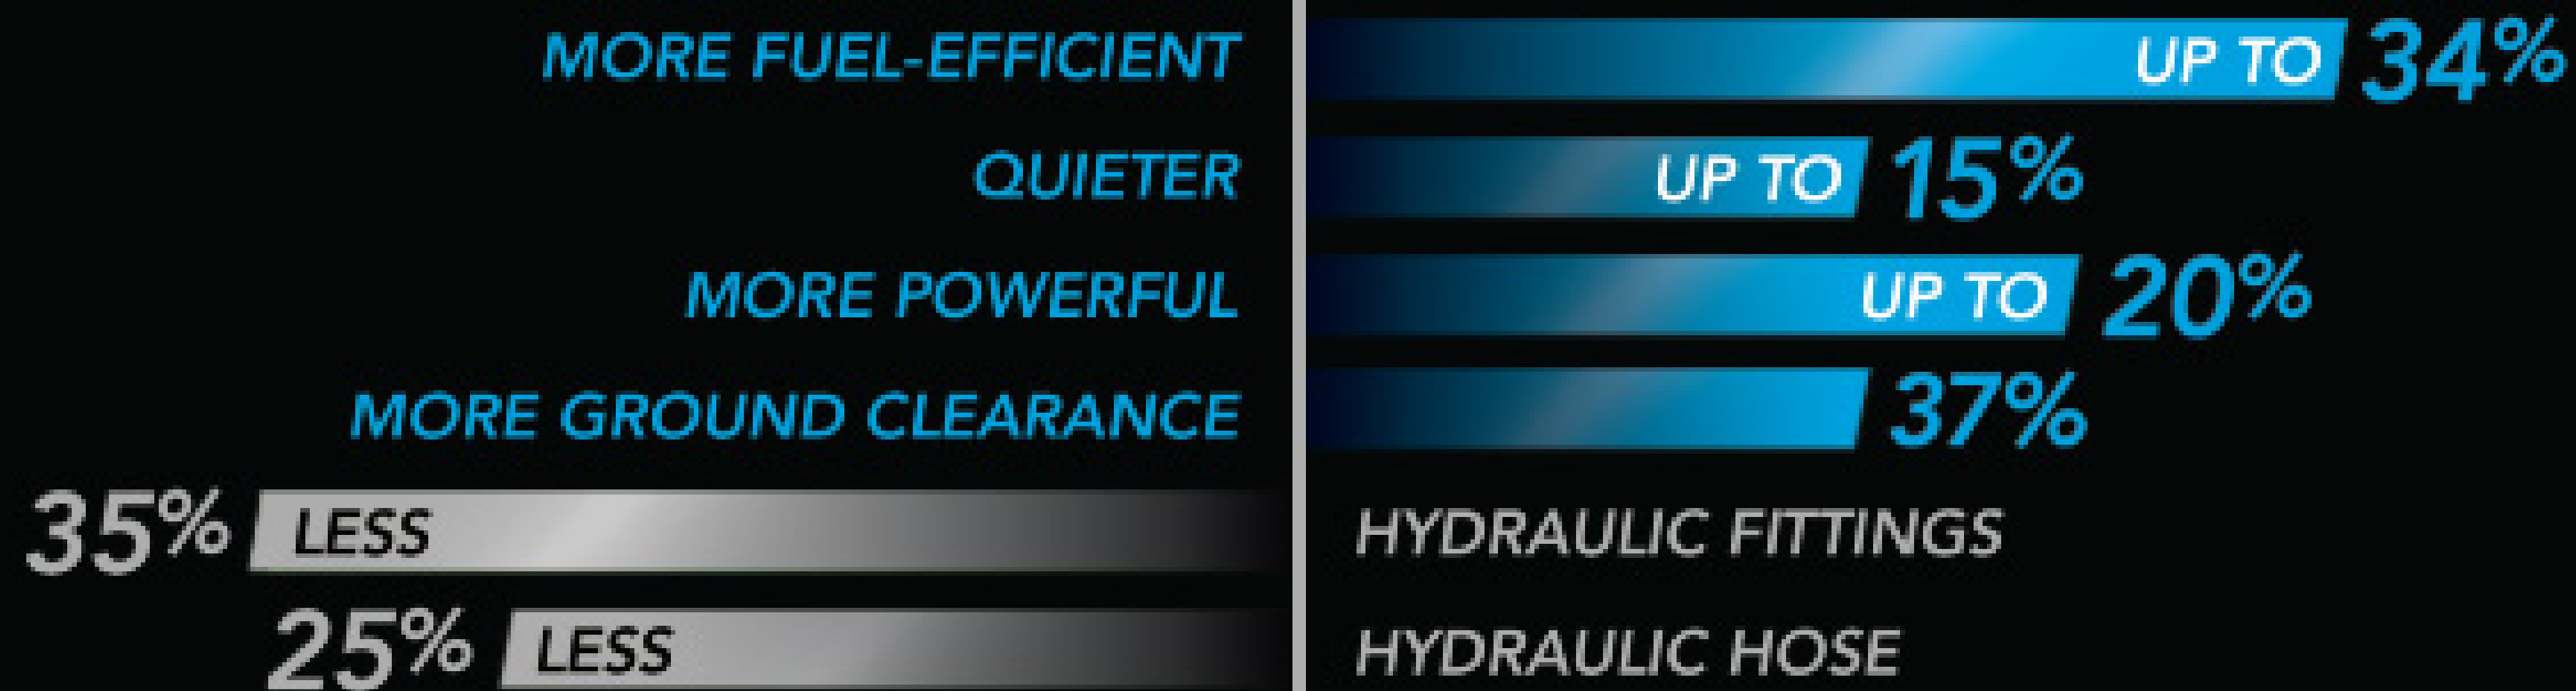 MORE FUEL-EFFICIENT UP TO 34%
QUIETER UP TO 15%
MORE POWERFUL UP TO 20%
MORE GROUND CLEARANCE 37%
35% LESS HYDRAULIC FITTINGS
25% LESS HYDRAULIC HOSE